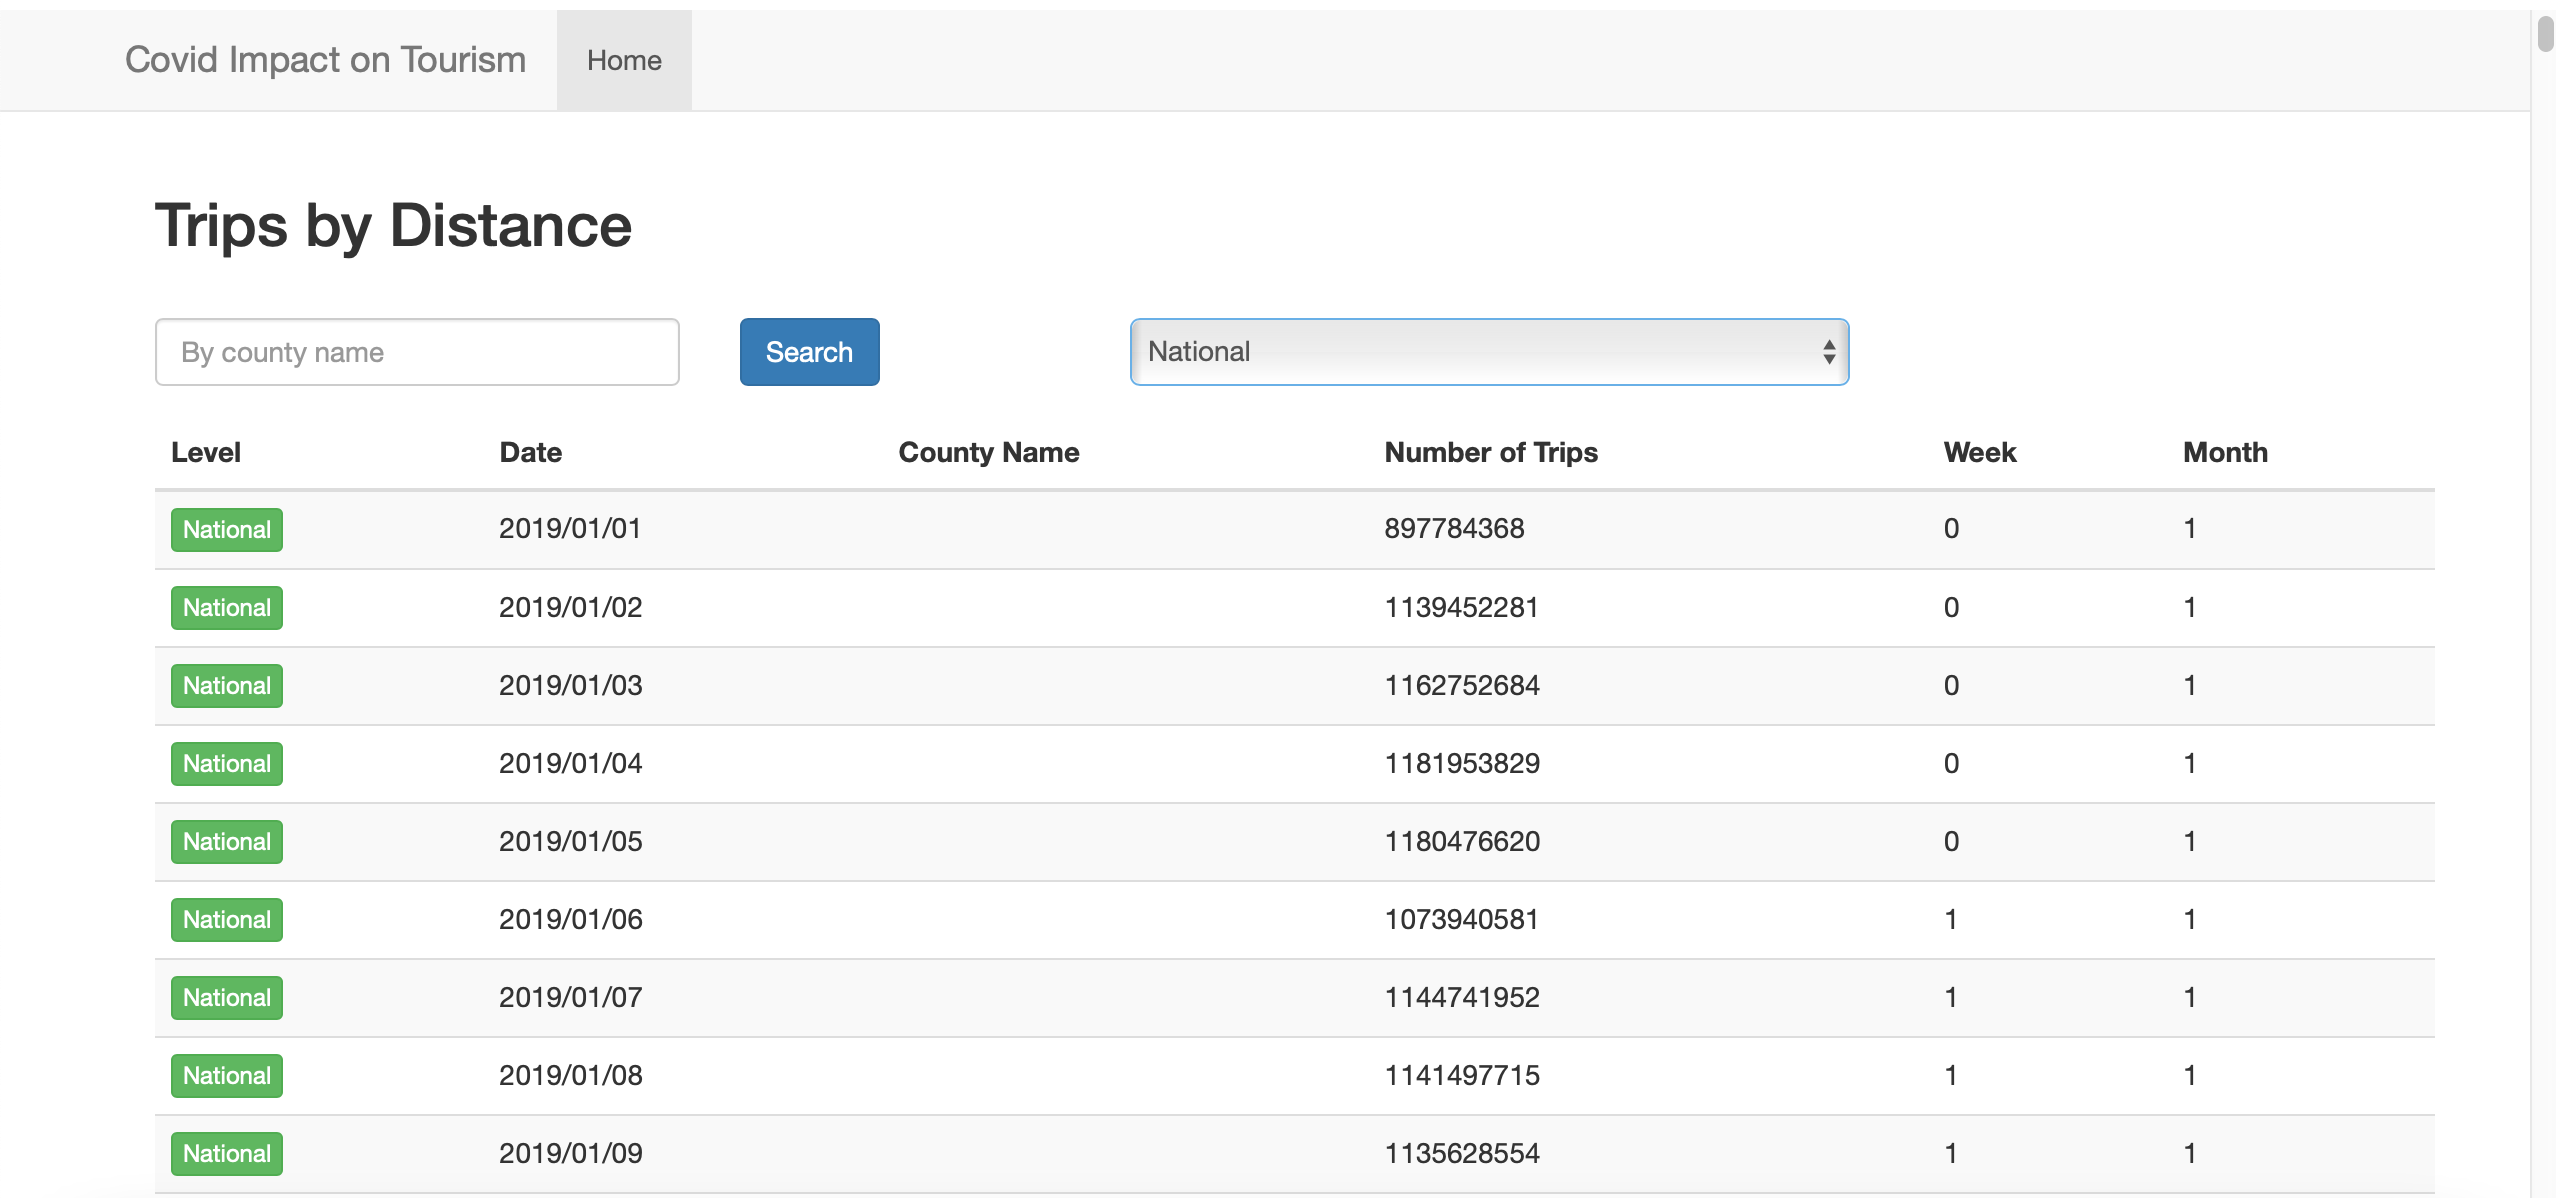 Covid Impact on Tourism Home
Trips by Distance
By county name Search National
Level Date County Name Number of Trips Week Month
National 2019/01/01 897784368 0 1
National 2019/01/02 1139452281 0 1
National 2019/01/03 1162752684 0 1
National 2019/01/04 1181953829 0 1
National 2019/01/05 1180476620 0 1
National 2019/01/06 1073940581 1 1
National 2019/01/07 1144741952 1 1
National 2019/01/08 1141497715 1 1
National 2019/01/09 1135628554 1 1